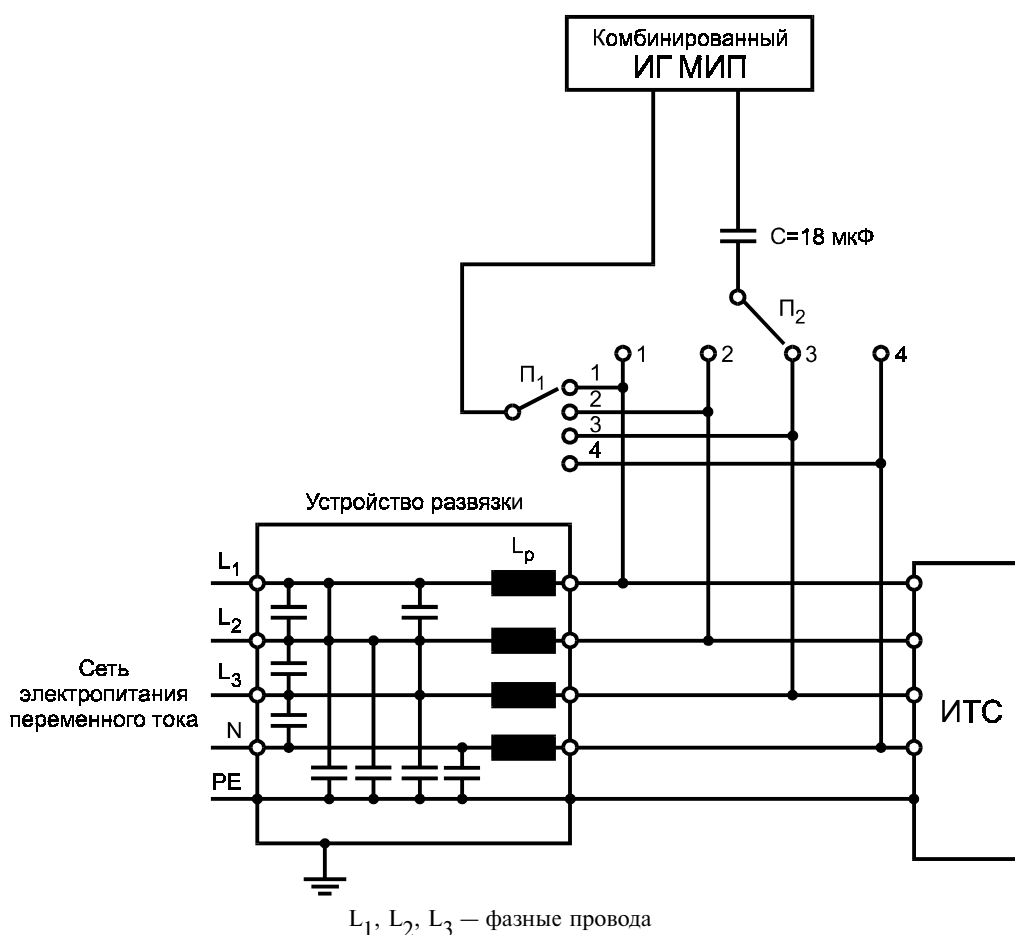 Комбинированный
ИГ МИП
C=18 мкФ
П2
1
2
3
4
П1
1
2
3
4
Устройство развязки
Lр
L1
L2
L3
N
PE
Сеть
электропитания
переменного тока
ИТС
L1, L2, L3 — фазные провода